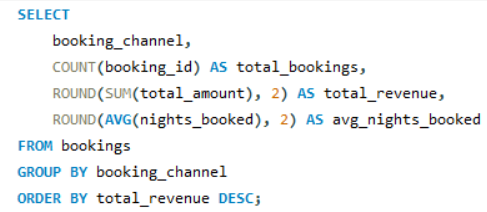 SELECT
    booking_channel,
    COUNT(booking_id) AS total_bookings,
    ROUND(SUM(total_amount), 2) AS total_revenue,
    ROUND(AVG(nights_booked), 2) AS avg_nights_booked
FROM bookings
GROUP BY booking_channel
ORDER BY total_revenue DESC;